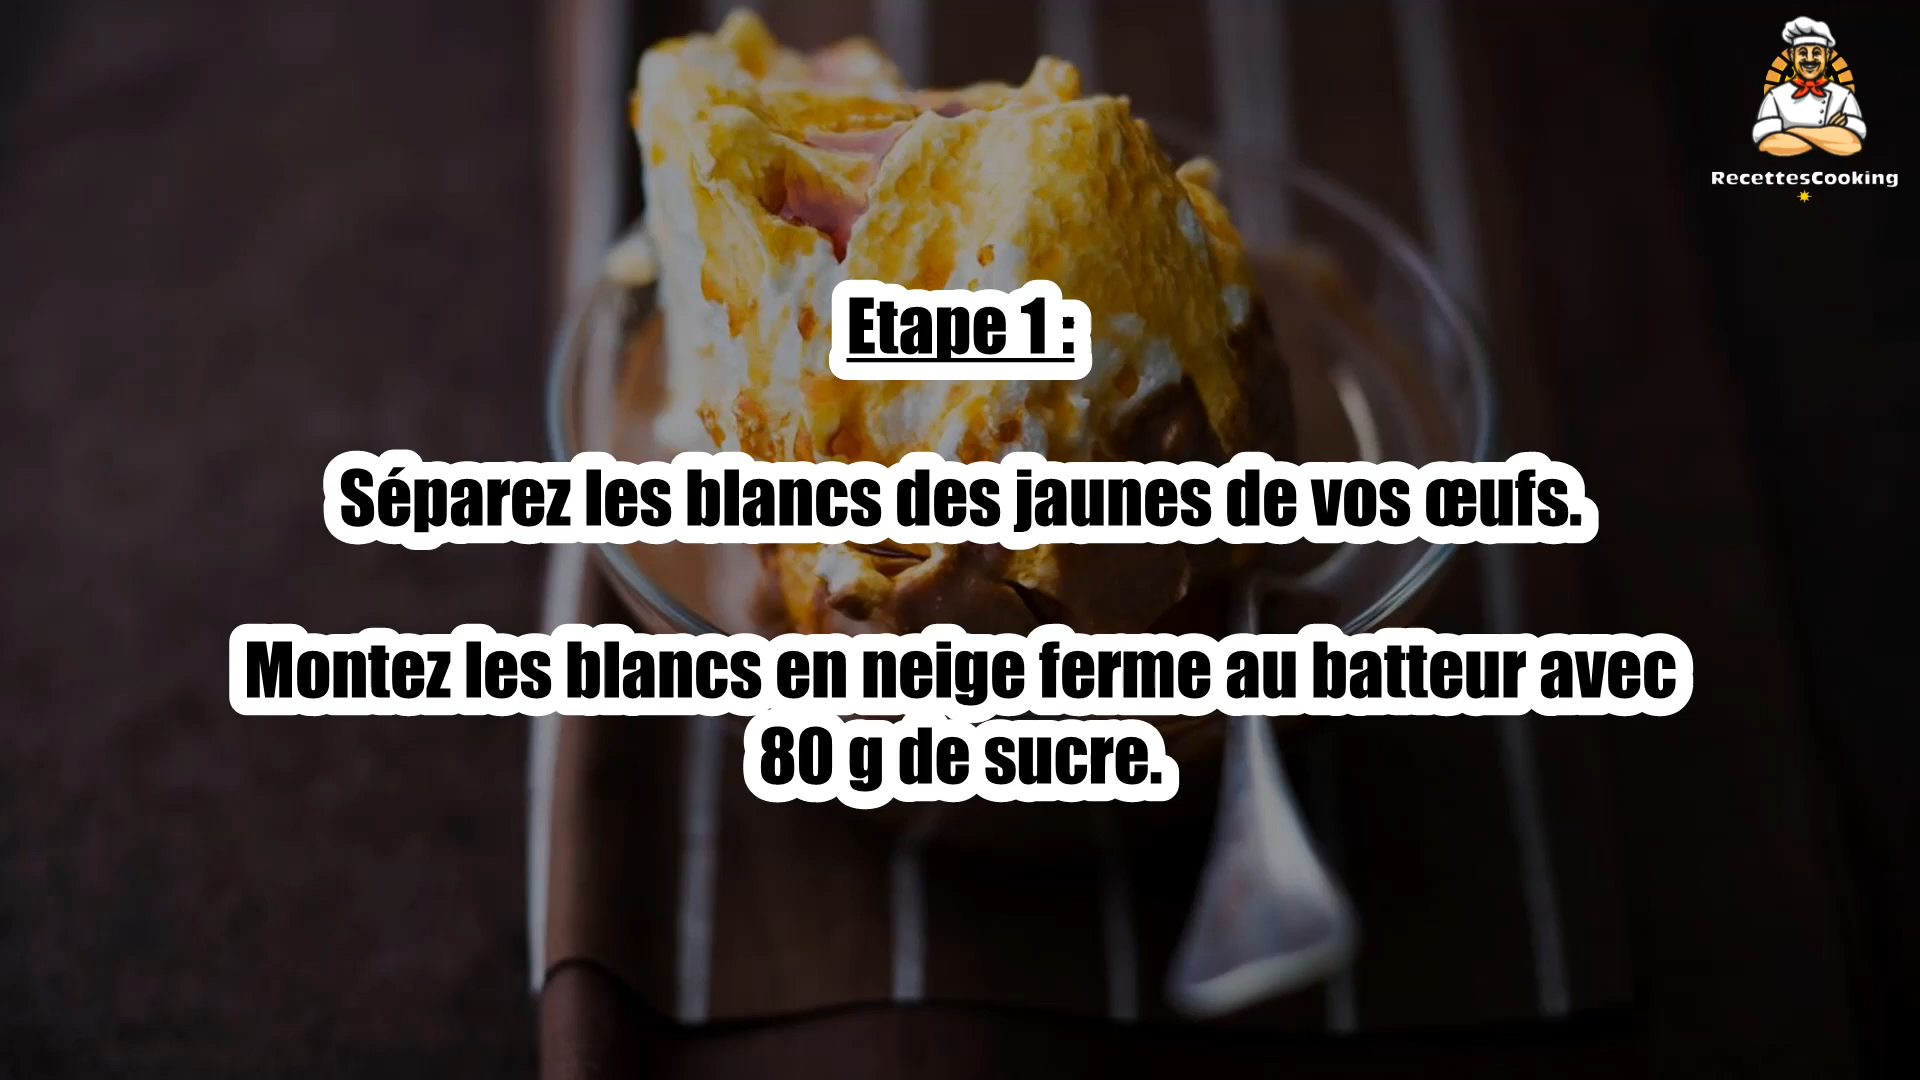 RecettesCooking
Etape 1 :
Séparez les blancs des jaunes de vos œufs.
Montez les blancs en neige ferme au batteur avec
80 g de sucre.